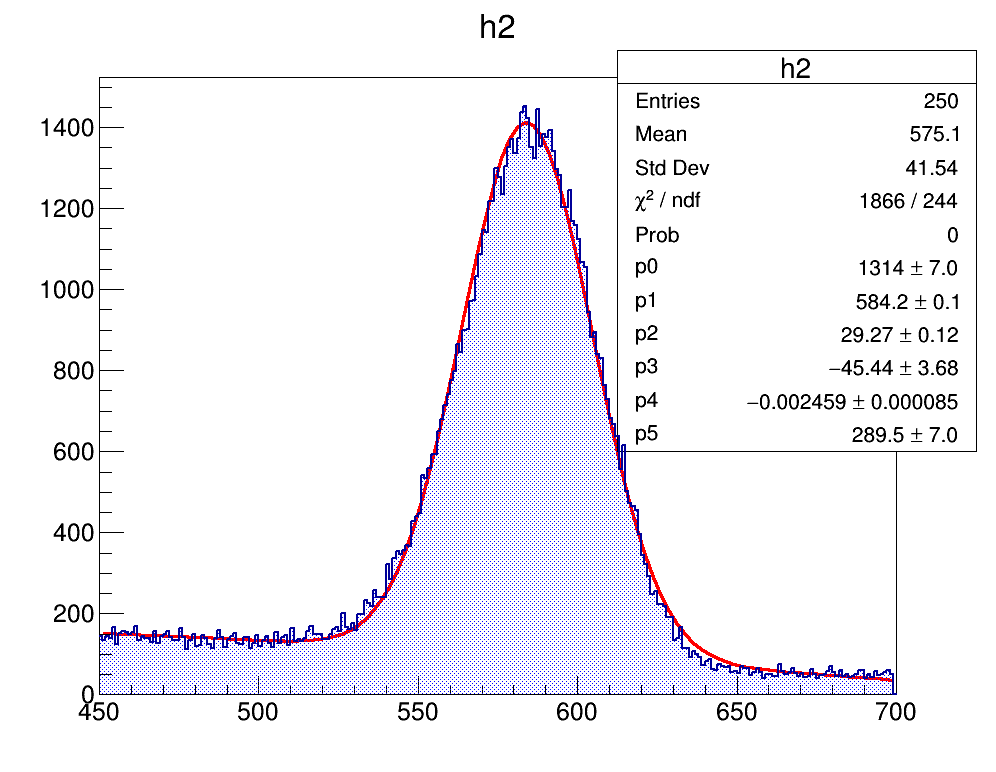 h2
h2
Entries 250
Mean 575.1
Std Dev 41.54
χ² / ndf 1866 / 244
Prob 0
p0 1314 ± 7.0
p1 584.2 ± 0.1
p2 29.27 ± 0.12
p3 −45.44 ± 3.68
p4 −0.002459 ± 0.000085
p5 289.5 ± 7.0
1400
1200
1000
800
600
400
200
0
450 500 550 600 650 700